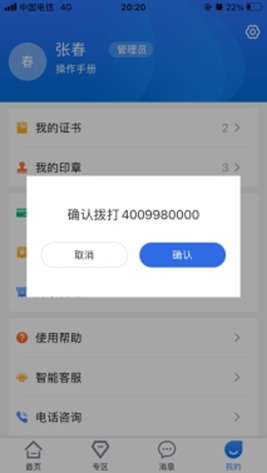 中国电信 4G 20:20 22%
春 张春 管理员
操作手册
我的证书 2
我的印章 3
确认拨打 4009980000
取消 确认
使用帮助
智能客服
电话咨询
首页 专区 消息 我的